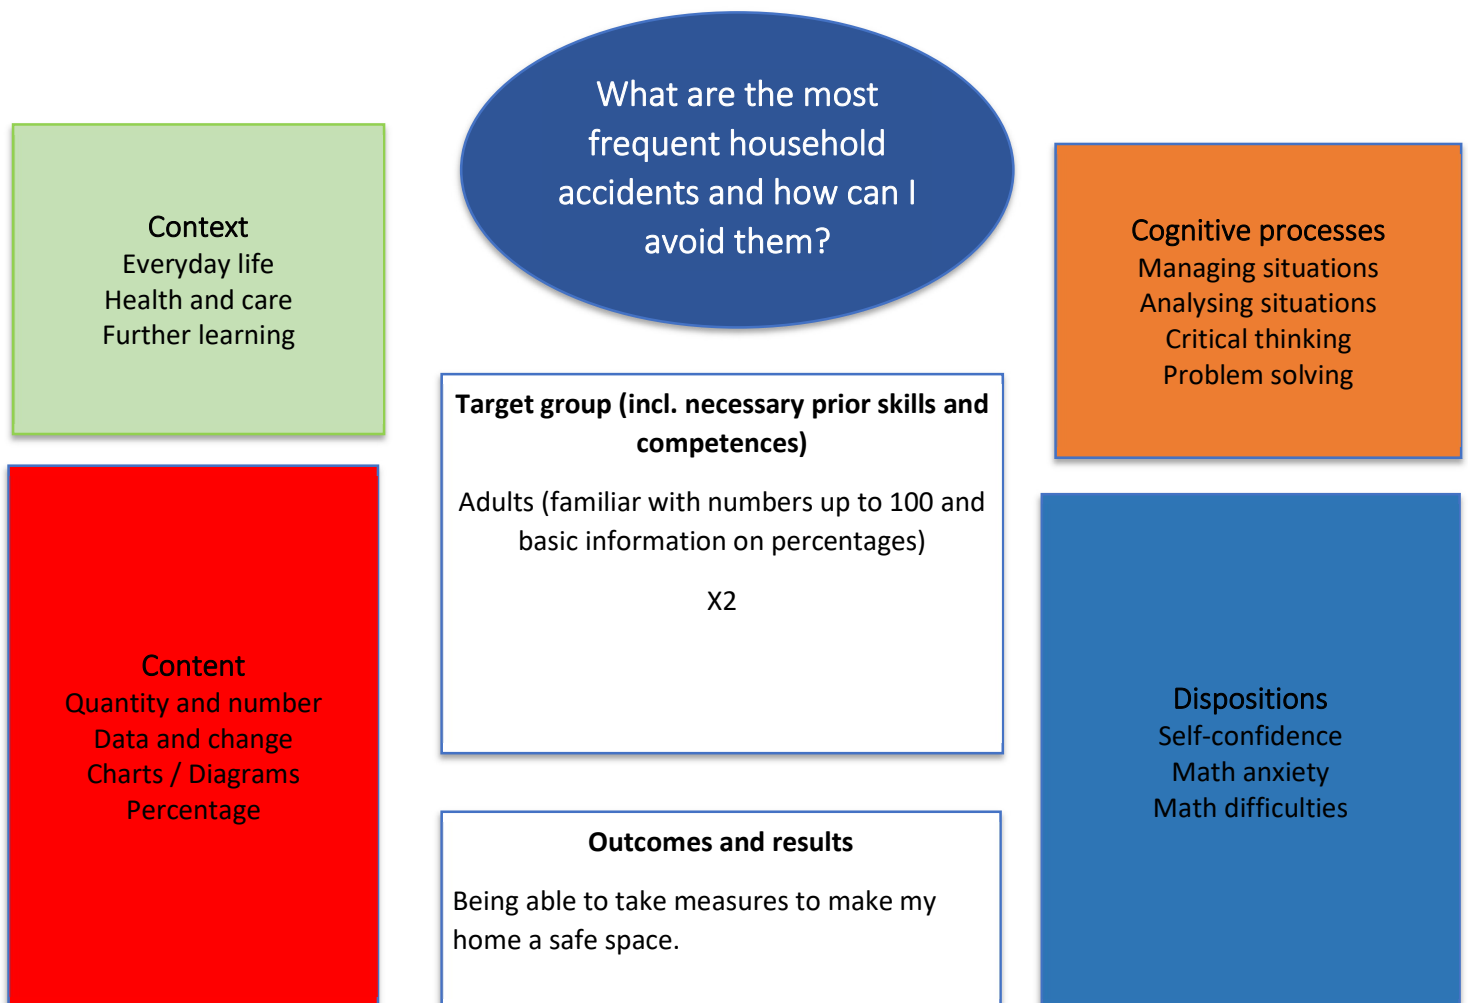 What are the most
frequent household
accidents and how can I
avoid them?
Context
Everyday life
Health and care
Further learning
Cognitive processes
Managing situations
Analysing situations
Critical thinking
Problem solving
Target group (incl. necessary prior skills and
competences)
Adults (familiar with numbers up to 100 and
basic information on percentages)
X2
Content
Quantity and number
Data and change
Charts / Diagrams
Percentage
Dispositions
Self-confidence
Math anxiety
Math difficulties
Outcomes and results
Being able to take measures to make my
home a safe space.